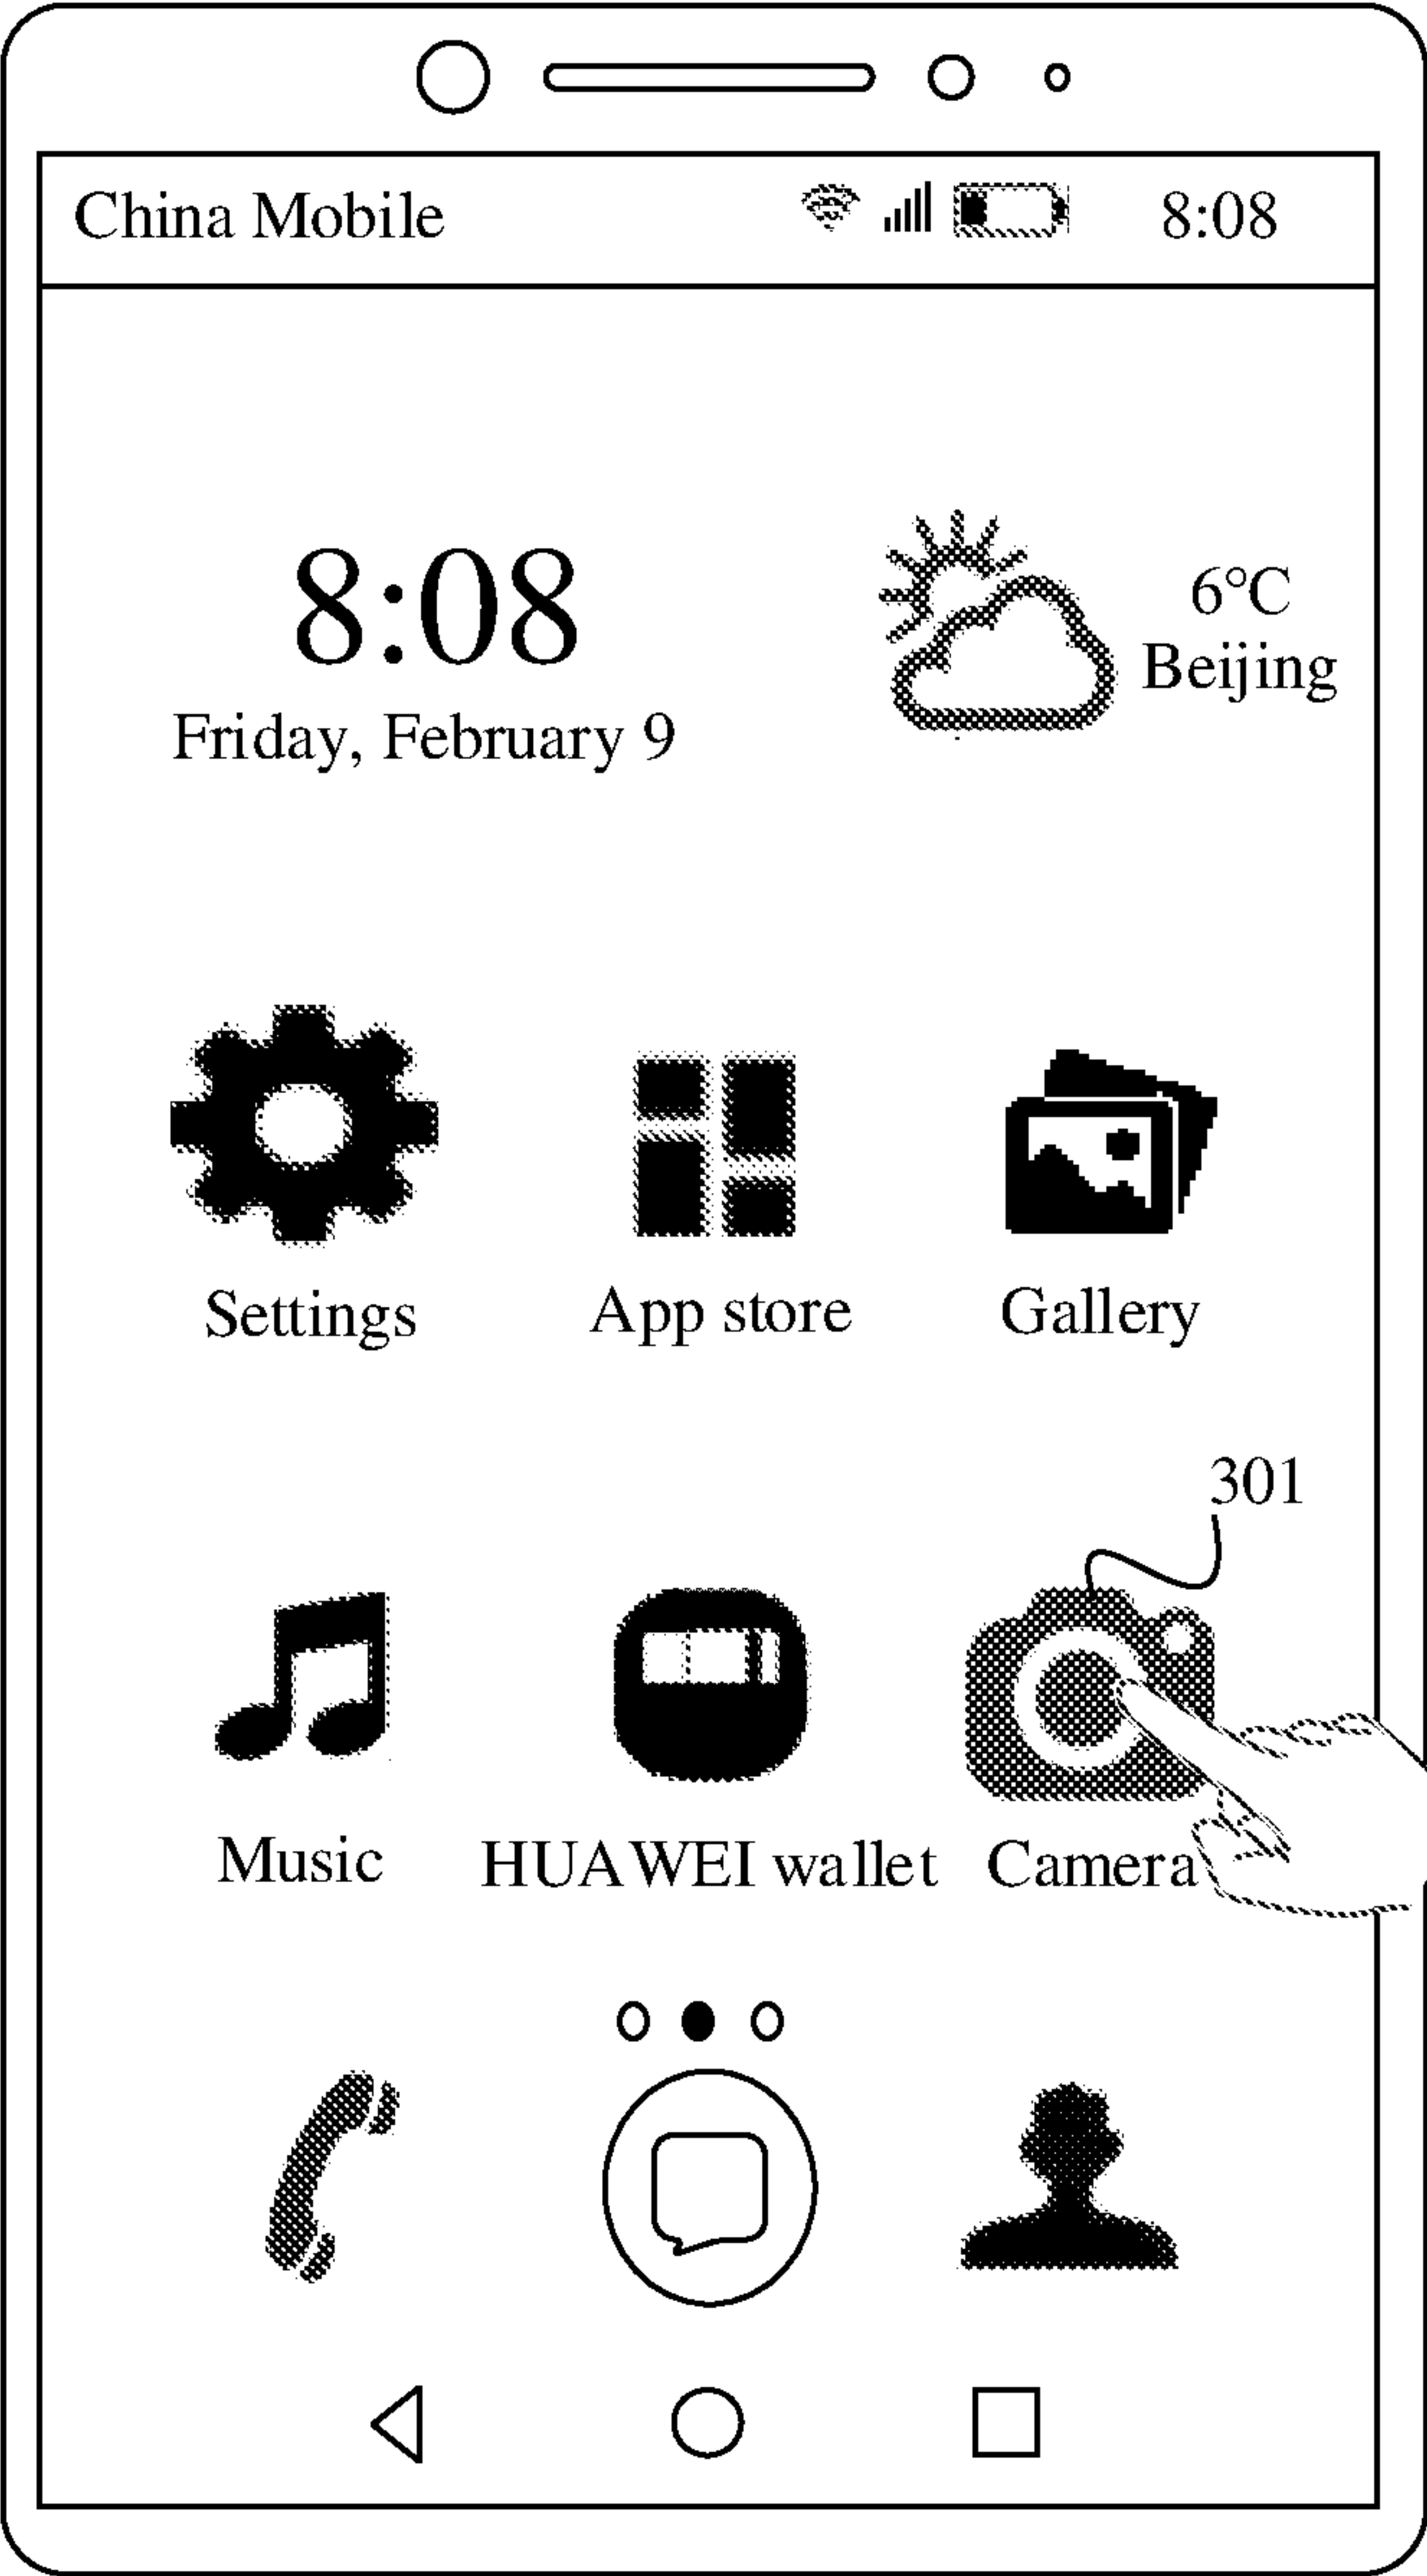 China Mobile 8:08
8:08
6°C
Beijing
Friday, February 9
Settings App store Gallery
301
Music HUAWEI wallet Camera